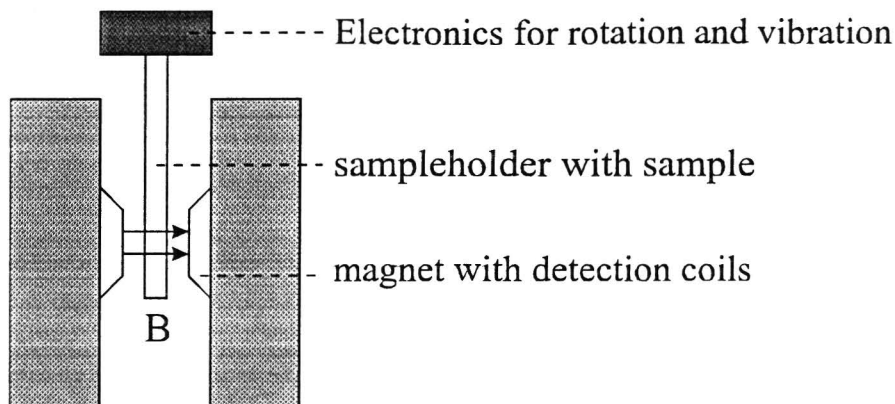 Electronics for rotation and vibration
sampleholder with sample
magnet with detection coils
B